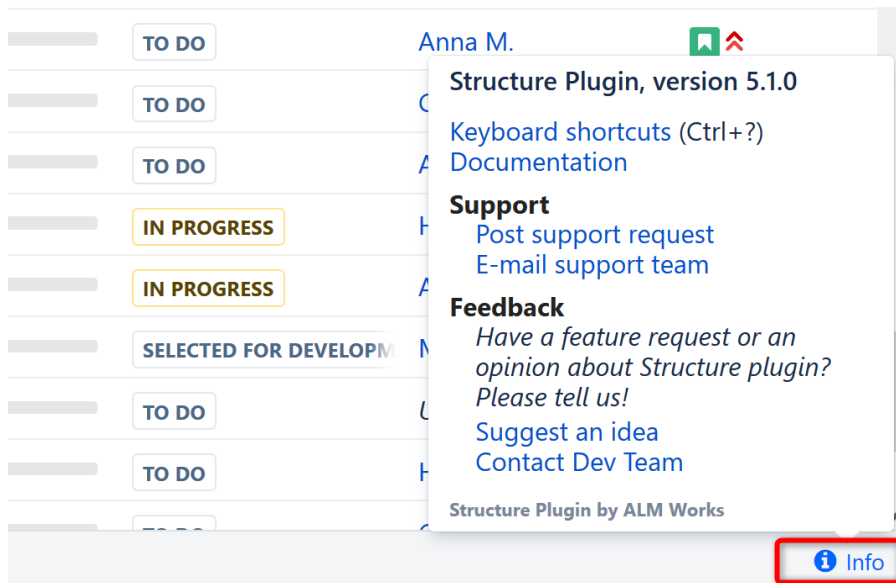 TO DO
Anna M.
Structure Plugin, version 5.1.0
TO DO
Keyboard shortcuts (Ctrl+?)
Documentation
TO DO
Support
IN PROGRESS
Post support request
E-mail support team
IN PROGRESS
Feedback
Have a feature request or an
SELECTED FOR DEVELOPM
opinion about Structure plugin?
Please tell us!
TO DO
Suggest an idea
Contact Dev Team
TO DO
Structure Plugin by ALM Works
TO DO
Info